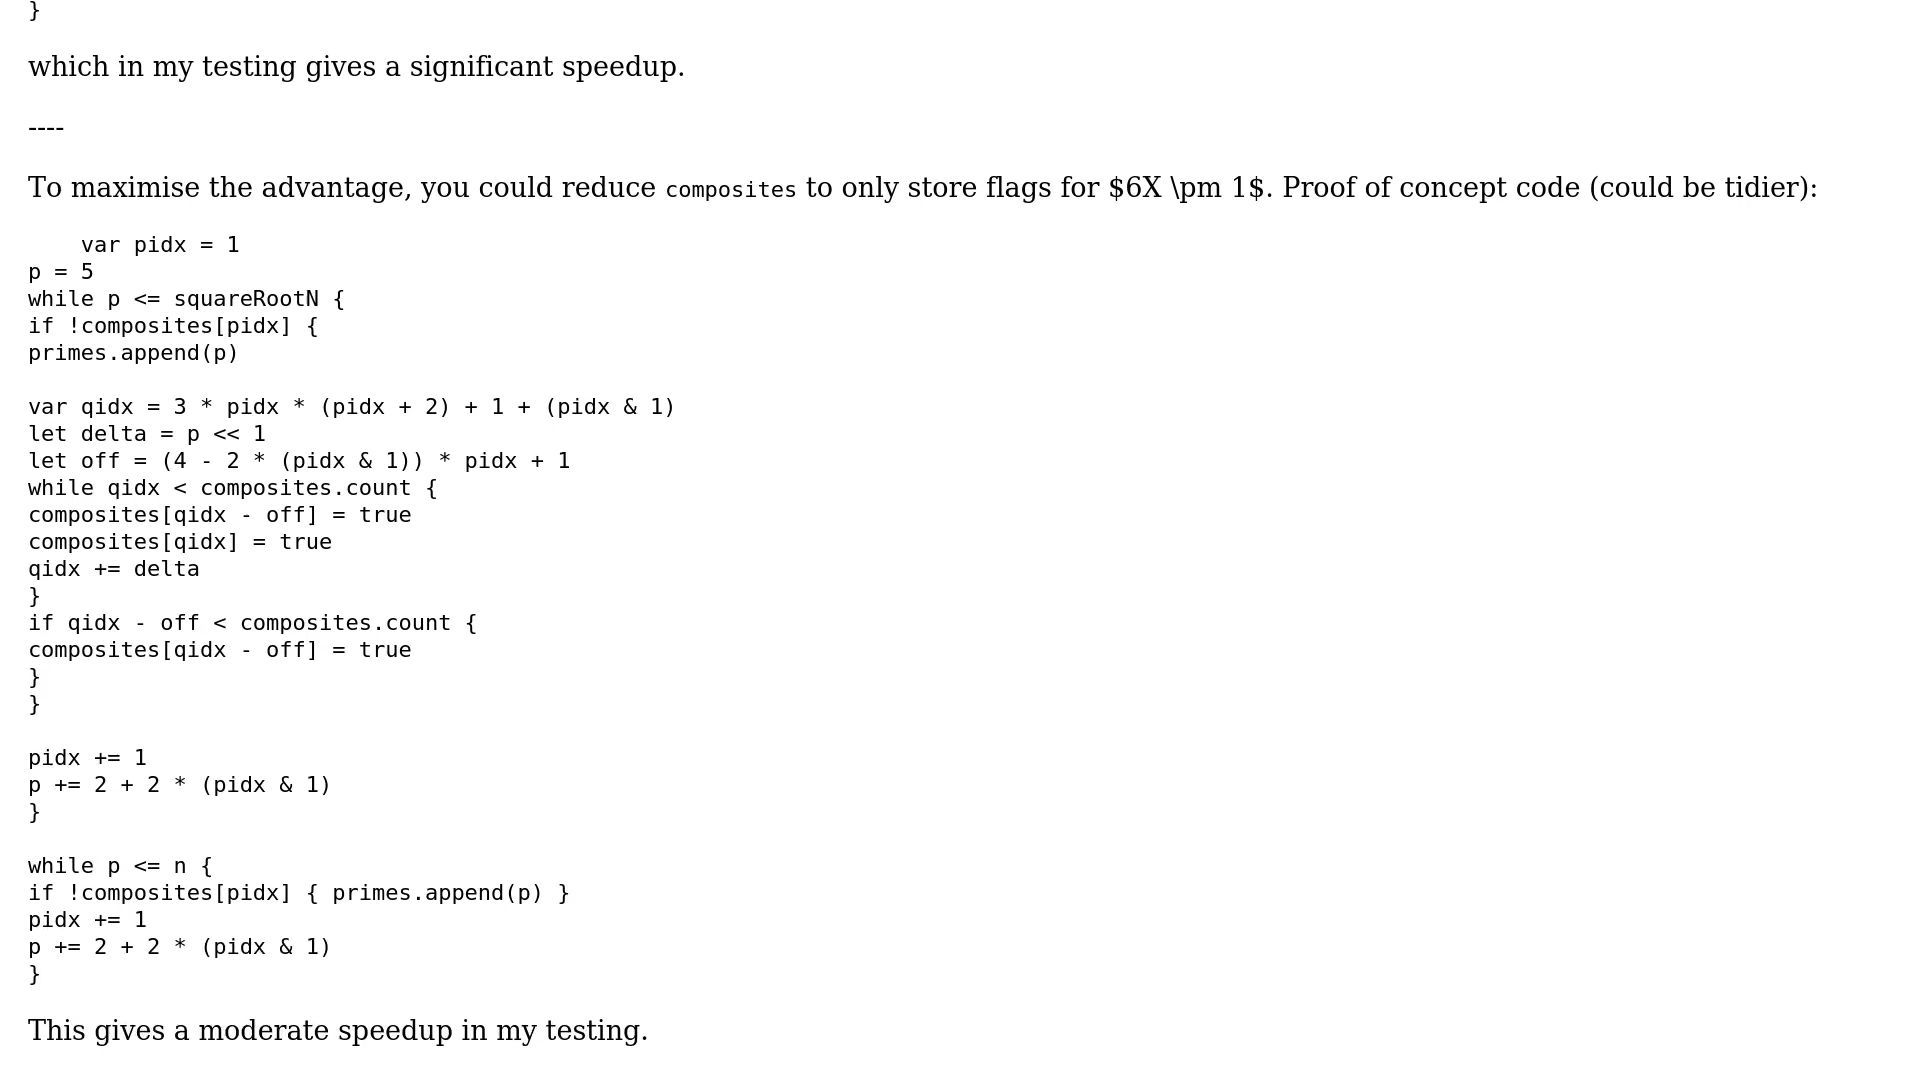 }
which in my testing gives a significant speedup.
----
To maximise the advantage, you could reduce composites to only store flags for $6X \pm 1$. Proof of concept code (could be tidier):
    var pidx = 1
p = 5
while p <= squareRootN {
if !composites[pidx] {
primes.append(p)

var qidx = 3 * pidx * (pidx + 2) + 1 + (pidx & 1)
let delta = p << 1
let off = (4 - 2 * (pidx & 1)) * pidx + 1
while qidx < composites.count {
composites[qidx - off] = true
composites[qidx] = true
qidx += delta
}
if qidx - off < composites.count {
composites[qidx - off] = true
}
}

pidx += 1
p += 2 + 2 * (pidx & 1)
}

while p <= n {
if !composites[pidx] { primes.append(p) }
pidx += 1
p += 2 + 2 * (pidx & 1)
}
This gives a moderate speedup in my testing.